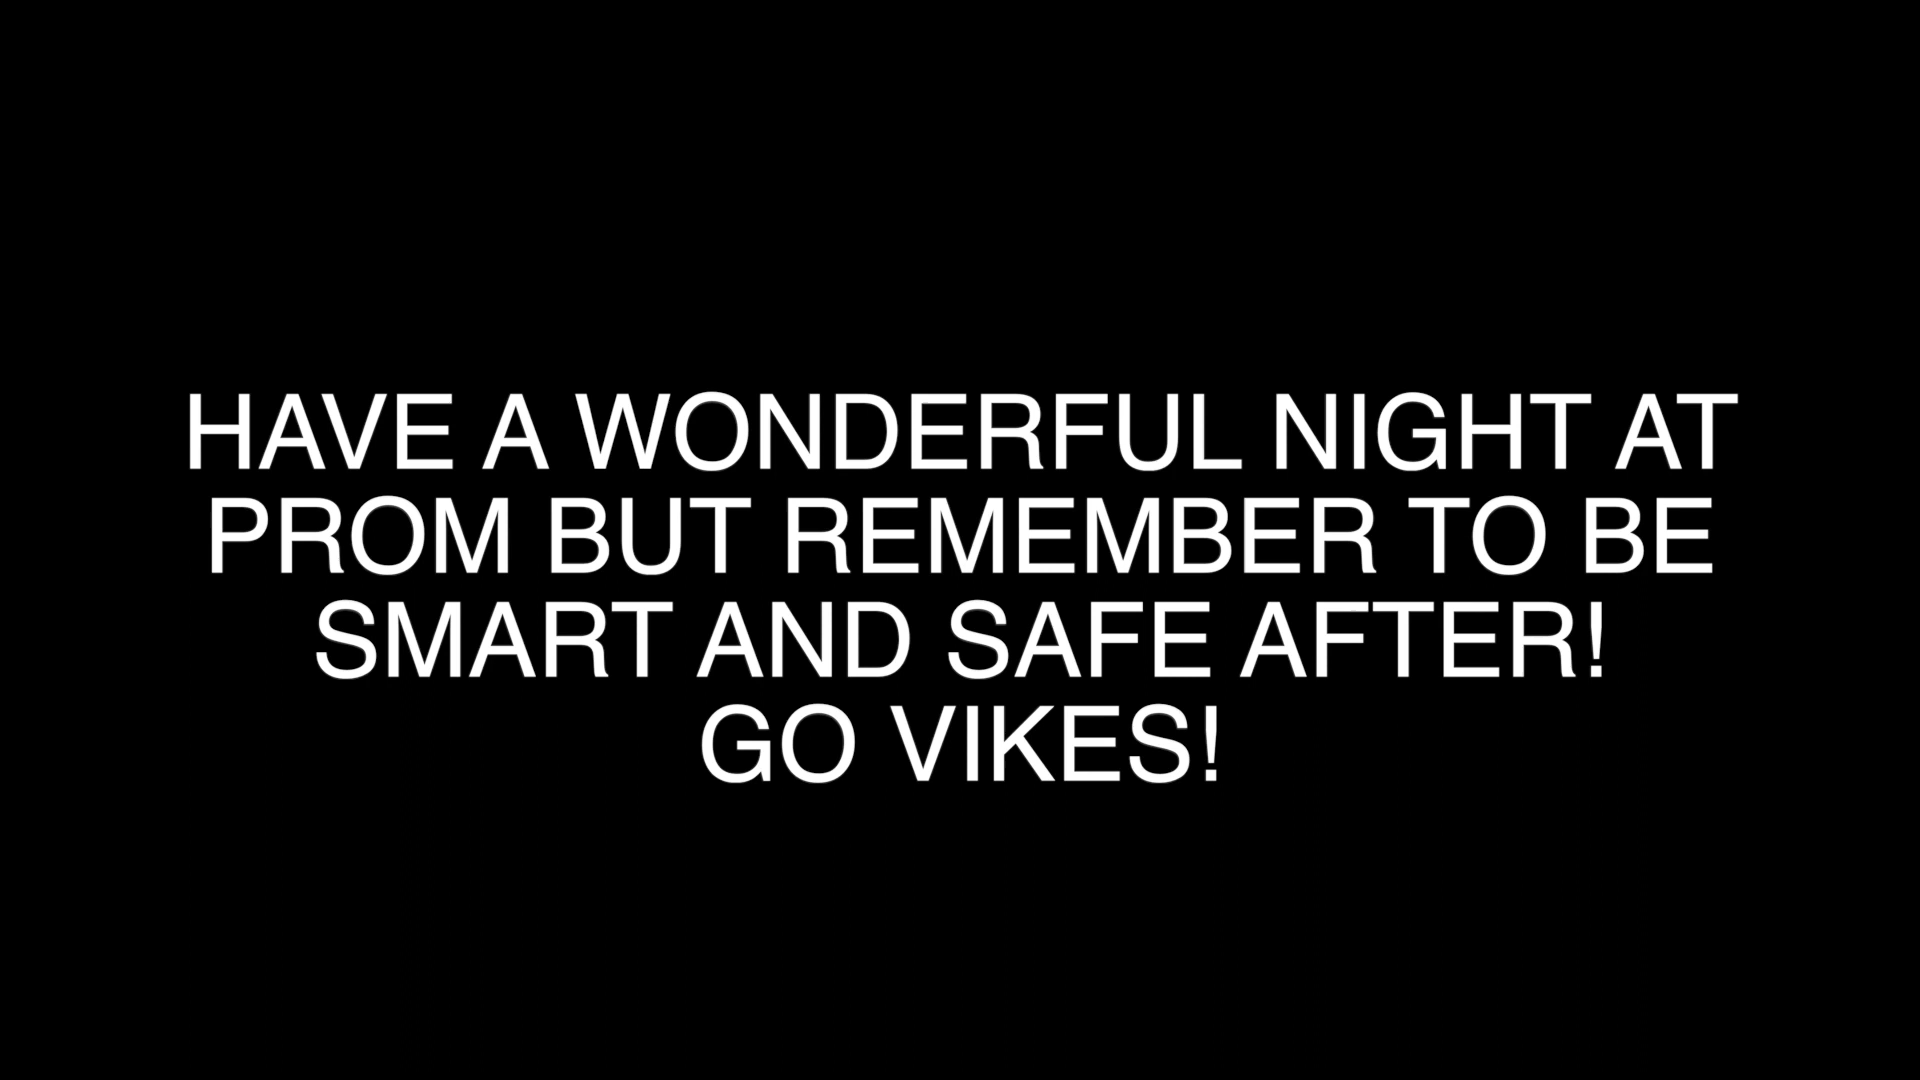 HAVE A WONDERFUL NIGHT AT
PROM BUT REMEMBER TO BE
SMART AND SAFE AFTER!
GO VIKES!